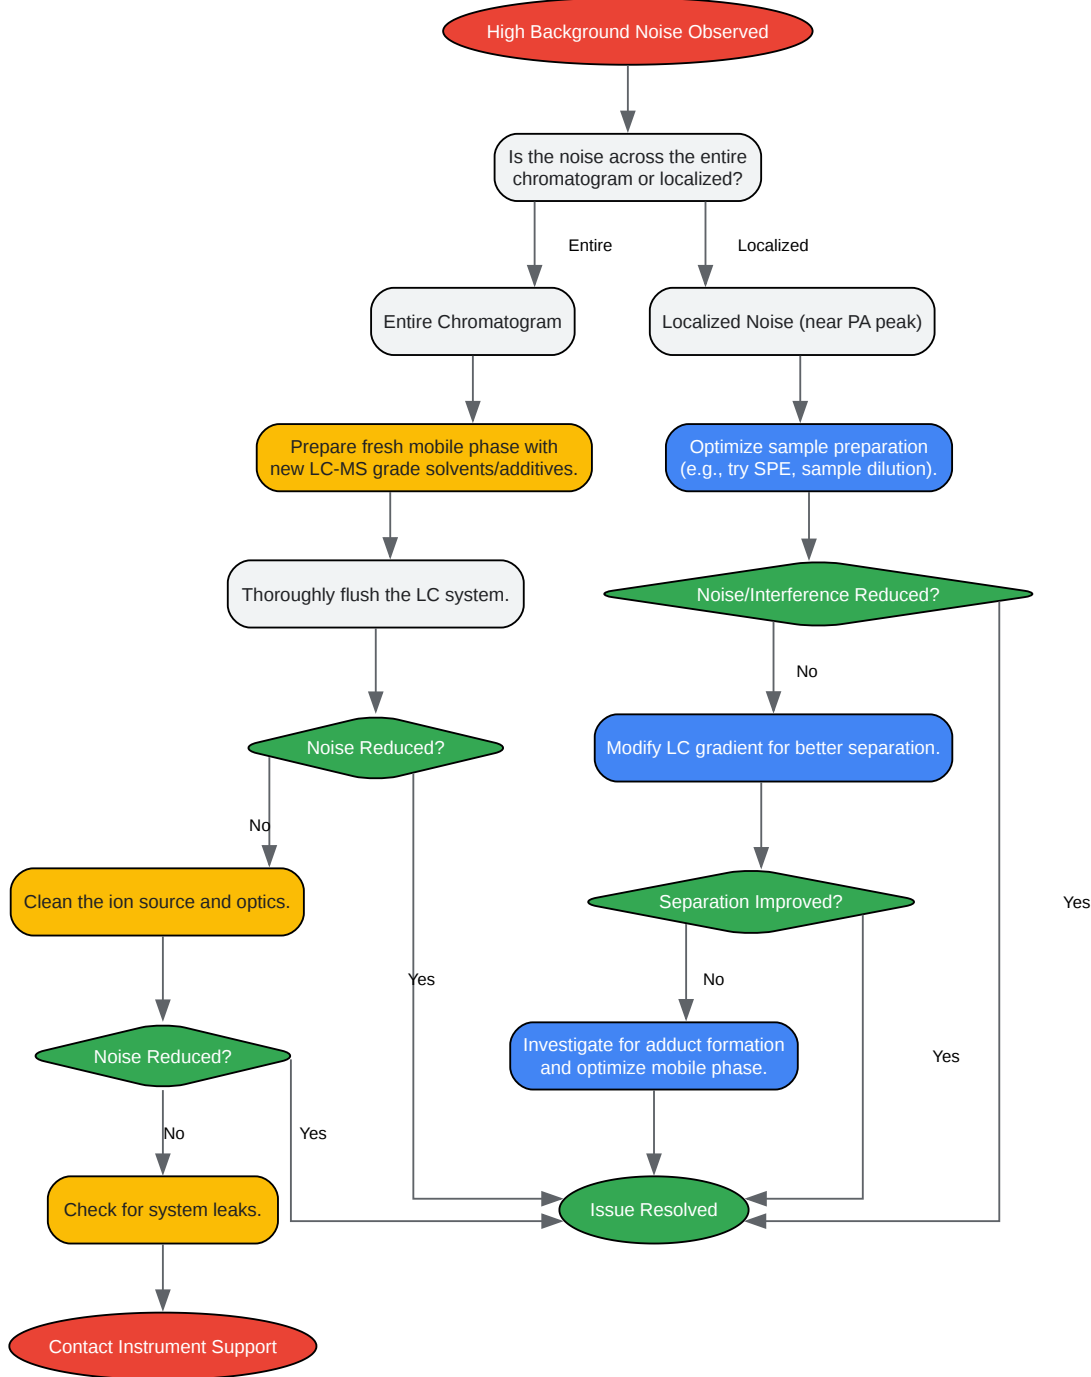 High Background Noise Observed
Is the noise across the entire
chromatogram or localized?
Entire
Localized
Entire Chromatogram
Localized Noise (near PA peak)
Prepare fresh mobile phase with
new LC-MS grade solvents/additives.
Optimize sample preparation
(e.g., try SPE, sample dilution).
Thoroughly flush the LC system.
Noise/Interference Reduced?
No
Noise Reduced?
Modify LC gradient for better separation.
No
Clean the ion source and optics.
Separation Improved?
Yes
Yes
No
Noise Reduced?
Investigate for adduct formation
and optimize mobile phase.
Yes
No
Yes
Check for system leaks.
Issue Resolved
Contact Instrument Support